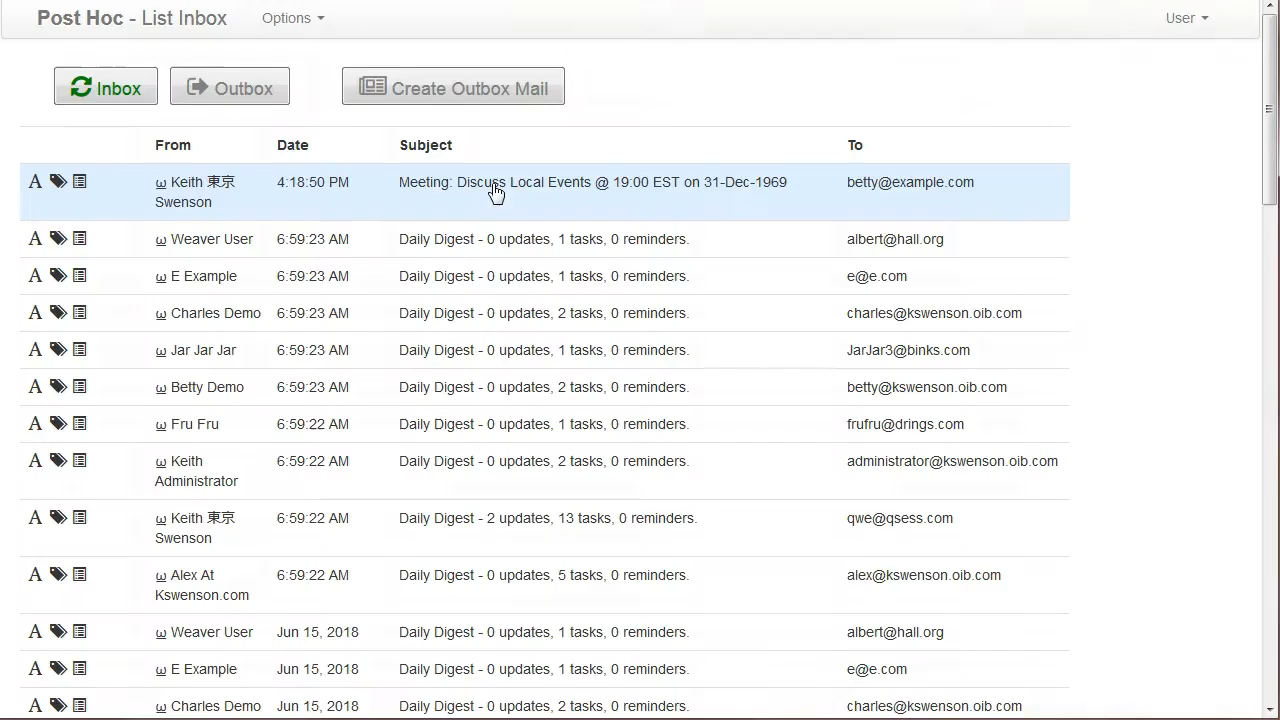 Post Hoc - List Inbox Options User
Inbox Outbox Create Outbox Mail
From Date Subject To
A ω Keith 東京 4:18:50 PM Meeting: Discuss Local Events @ 19:00 EST on 31-Dec-1969 betty@example.com
Swenson
A ω Weaver User 6:59:23 AM Daily Digest - 0 updates, 1 tasks, 0 reminders. albert@hall.org
A ω E Example 6:59:23 AM Daily Digest - 0 updates, 1 tasks, 0 reminders. e@e.com
A ω Charles Demo 6:59:23 AM Daily Digest - 0 updates, 2 tasks, 0 reminders. charles@kswenson.oib.com
A ω Jar Jar Jar 6:59:23 AM Daily Digest - 0 updates, 1 tasks, 0 reminders. JarJar3@binks.com
A ω Betty Demo 6:59:23 AM Daily Digest - 0 updates, 2 tasks, 0 reminders. betty@kswenson.oib.com
A ω Fru Fru 6:59:22 AM Daily Digest - 0 updates, 1 tasks, 0 reminders. frufru@drings.com
A ω Keith 6:59:22 AM Daily Digest - 0 updates, 2 tasks, 0 reminders. administrator@kswenson.oib.com
Administrator
A ω Keith 東京 6:59:22 AM Daily Digest - 2 updates, 13 tasks, 0 reminders. qwe@qsess.com
Swenson
A ω Alex At 6:59:22 AM Daily Digest - 0 updates, 5 tasks, 0 reminders. alex@kswenson.oib.com
Kswenson.com
A ω Weaver User Jun 15, 2018 Daily Digest - 0 updates, 1 tasks, 0 reminders. albert@hall.org
A ω E Example Jun 15, 2018 Daily Digest - 0 updates, 1 tasks, 0 reminders. e@e.com
A ω Charles Demo Jun 15, 2018 Daily Digest - 0 updates, 2 tasks, 0 reminders. charles@kswenson.oib.com